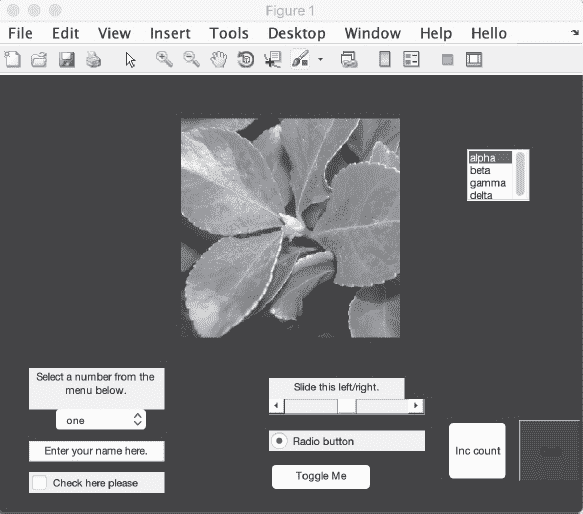 Figure 1
File Edit View Insert Tools Desktop Window Help Hello
alpha
beta
gamma
delta
Select a number from the
menu below.
one
Enter your name here.
Check here please
Slide this left/right.
Radio button
Toggle Me
Inc count